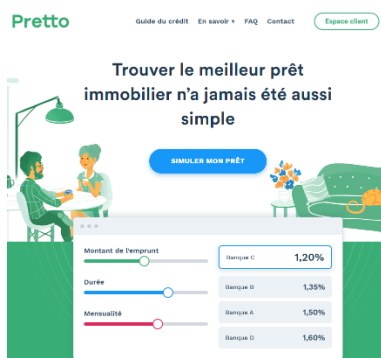 Pretto
Guide du crédit En savoir + FAQ Contact Espace client
Trouver le meilleur prêt
immobilier n'a jamais été aussi
simple
SIMULER MON PRÊT
Montant de l'emprunt
Durée
Mensualité
Banque C 1,20%
Banque B 1,35%
Banque A 1,50%
Banque D 1,60%